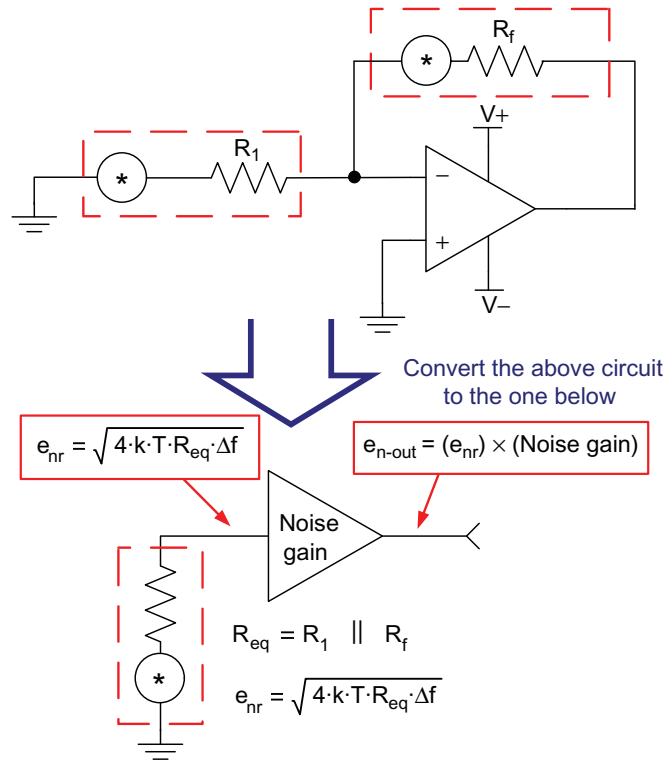 R_f
*
V+
R_1
*
−
+
V−
Convert the above circuit
to the one below
e_nr = √(4·k·T·R_eq·Δf)
e_n-out = (e_nr) × (Noise gain)
Noise
gain
R_eq = R_1 || R_f
*
e_nr = √(4·k·T·R_eq·Δf)